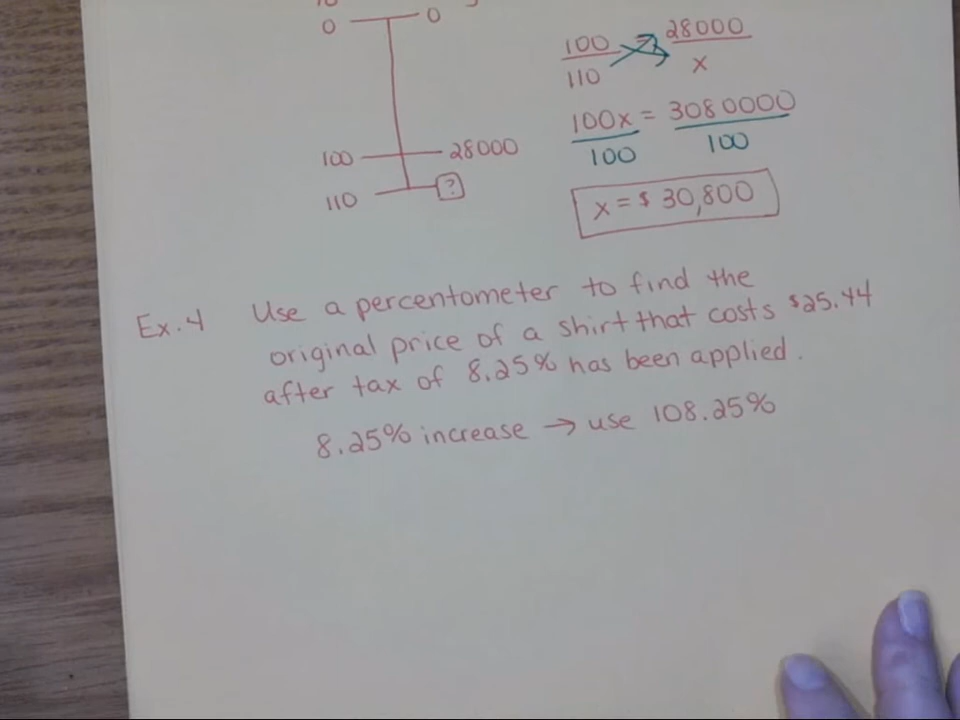 0 0
100 28000
110 ?
100/110 28000/x
100x = 3080000
100 100
x = $ 30,800
Ex. 4 Use a percentometer to find the
original price of a shirt that costs $25.44
after tax of 8.25% has been applied.
8.25% increase → use 108.25%